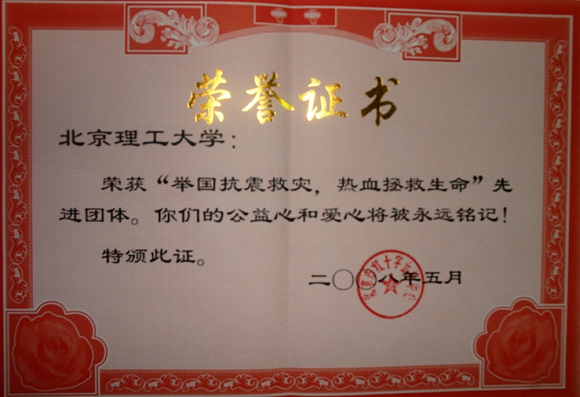 荣誉证书
北京理工大学：
荣获“举国抗震救灾，热血拯救生命”先
进团体。你们的公益心和爱心将被永远铭记！
特颁此证。
二〇〇八年五月